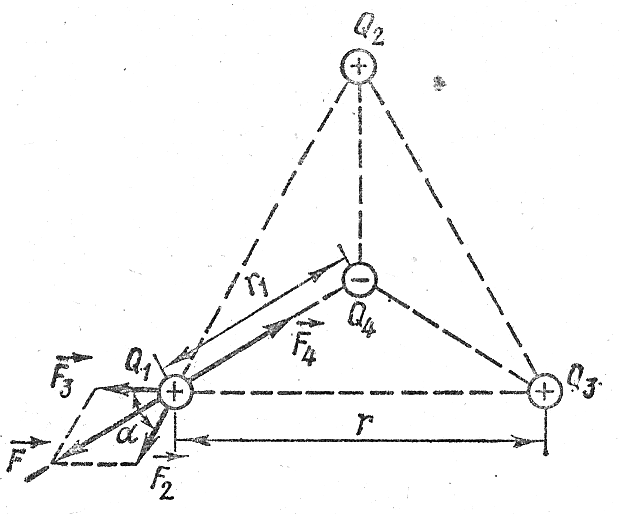 Q₂
+
r₁
−
Q₄
F₄
Q₁
F₃
+
+
Q₃
α
r
F
F₂